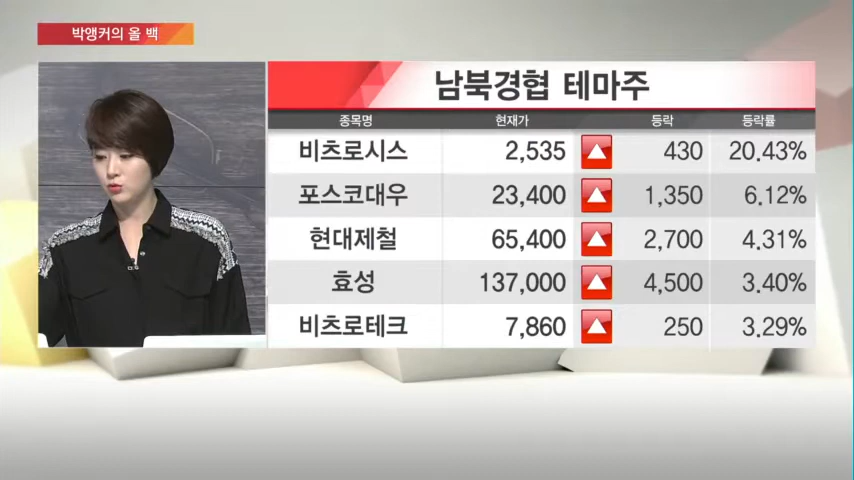 박앵커의 올 백
남북경협 테마주
종목명 현재가 등락 등락률
비츠로시스 2,535 430 20.43%
포스코대우 23,400 1,350 6.12%
현대제철 65,400 2,700 4.31%
효성 137,000 4,500 3.40%
비츠로테크 7,860 250 3.29%